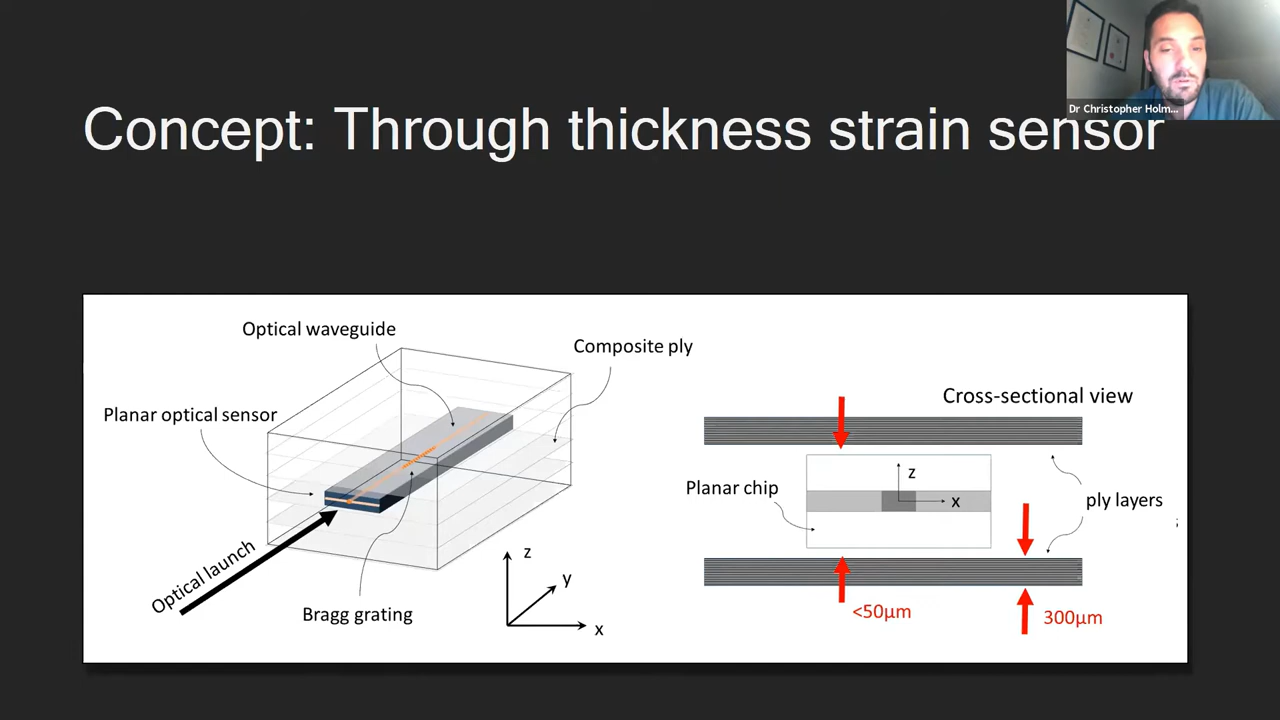 Dr Christopher Holm...
Concept: Through thickness strain sensor
Optical waveguide
Composite ply
Planar optical sensor
Optical launch
Bragg grating
z
y
x
Cross-sectional view
Planar chip
z
x
ply layers
<50µm
300µm